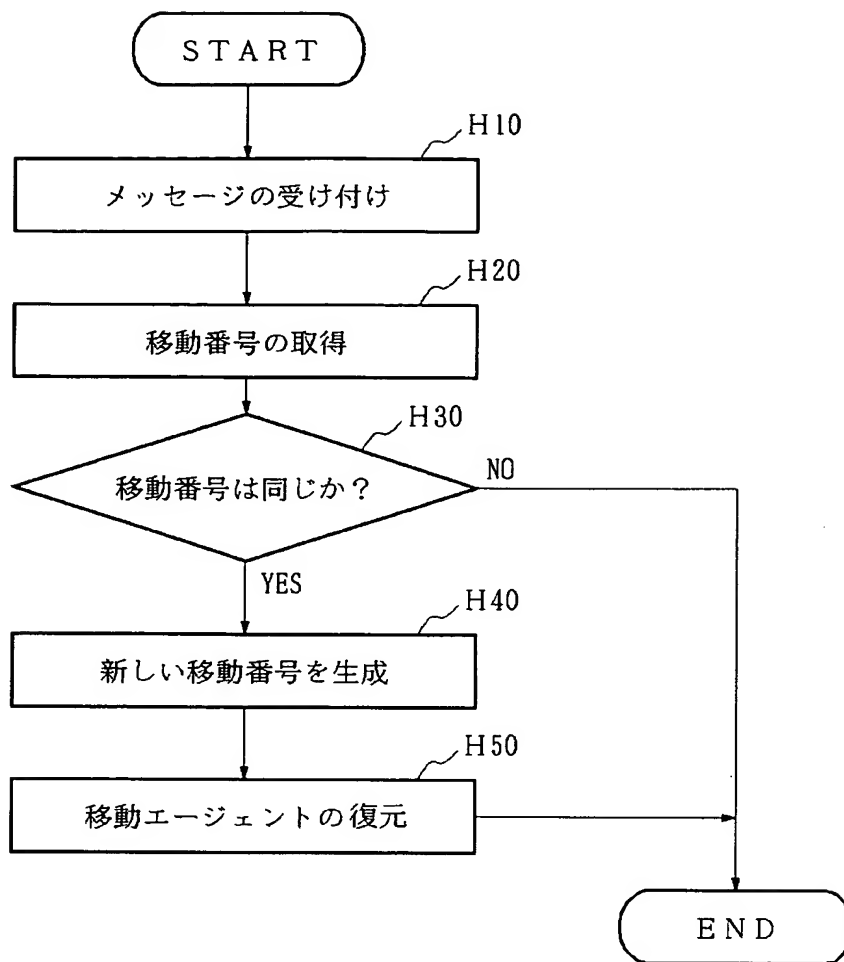 START
H10
メッセージの受け付け
H20
移動番号の取得
H30
移動番号は同じか?
NO
YES
H40
新しい移動番号を生成
H50
移動エージェントの復元
END